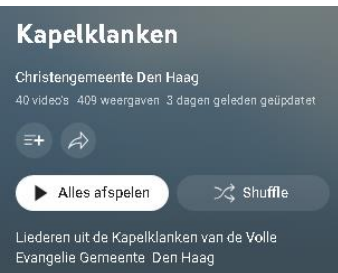 Kapelklanken
Christengemeente Den Haag
40 video's 409 weergaven 3 dagen geleden geüpdatet
Alles afspelen
Shuffle
Liederen uit de Kapelklanken van de Volle
Evangelie Gemeente Den Haag